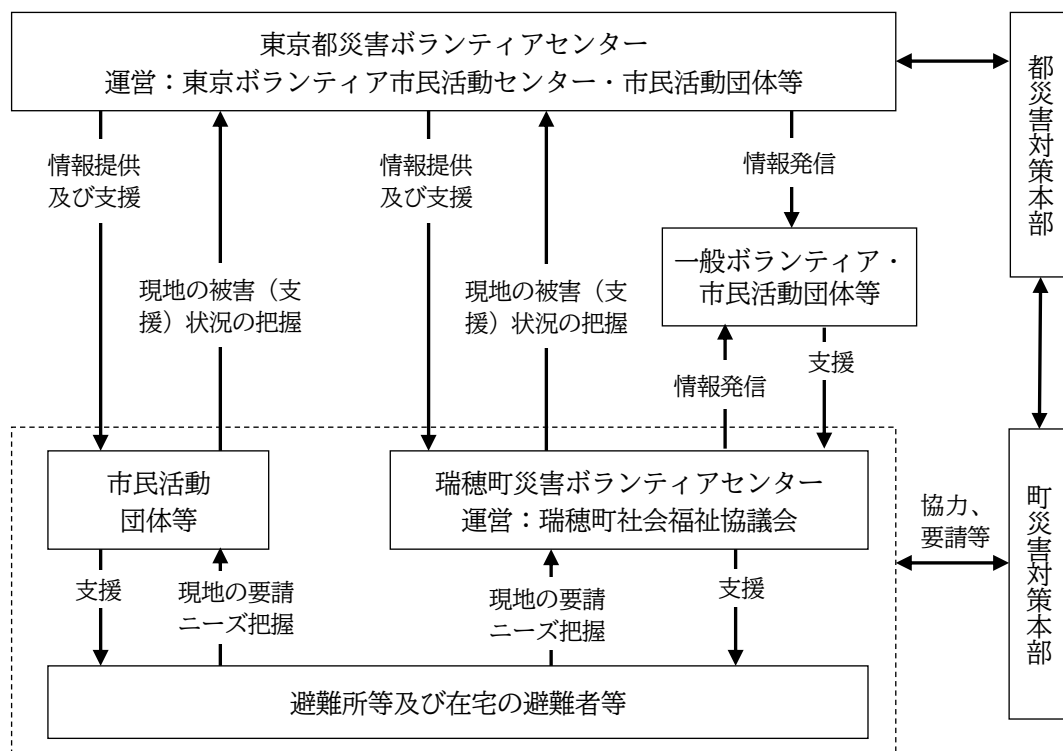 東京都災害ボランティアセンター
運営：東京ボランティア市民活動センター・市民活動団体等
都災害対策本部
情報提供
及び支援
情報提供
及び支援
情報発信
現地の被害（支
援）状況の把握
現地の被害（支
援）状況の把握
一般ボランティア・
市民活動団体等
情報発信
支援
市民活動
団体等
瑞穂町災害ボランティアセンター
運営：瑞穂町社会福祉協議会
協力、
要請等
町災害対策本部
支援
現地の要請
ニーズ把握
現地の要請
ニーズ把握
支援
避難所等及び在宅の避難者等